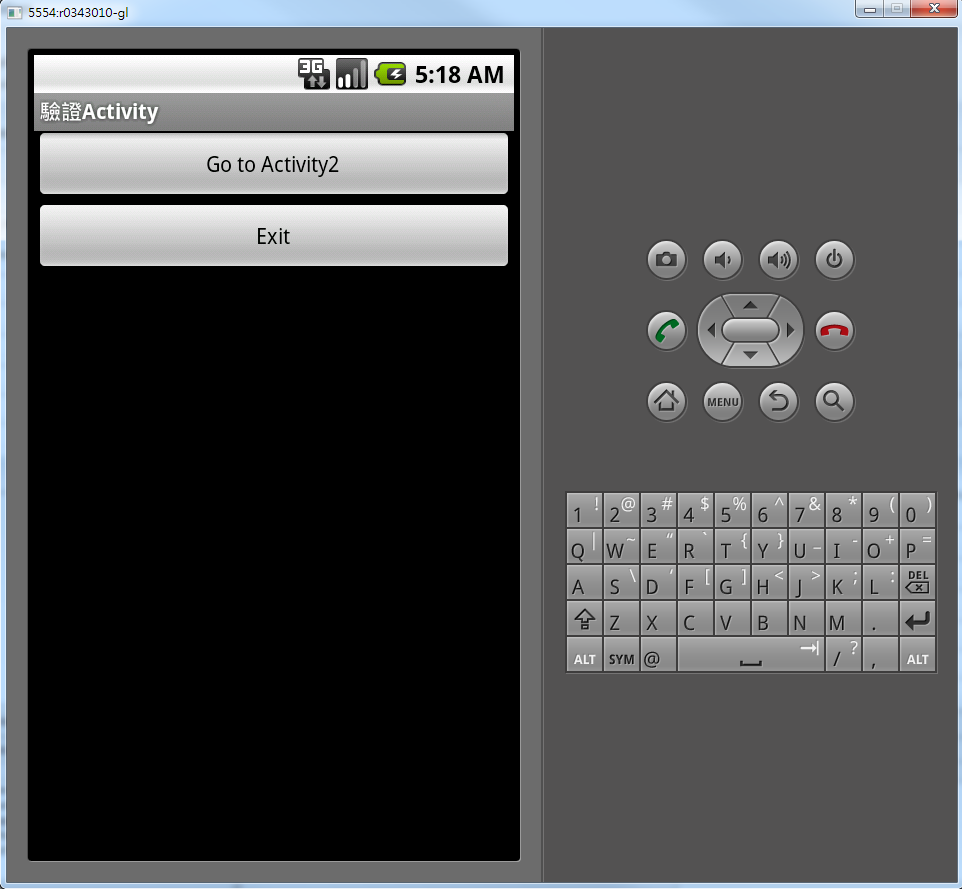 5554:r0343010-gl
3G 5:18 AM
驗證Activity
Go to Activity2
Exit
MENU
1 ! 2 @ 3 # 4 $ 5 % 6 ^ 7 & 8 * 9 ( 0 )
Q | W ~ E “ R ` T { Y } U _ I - O + P =
A S \ D ‘ F [ G ] H < J > K ; L : DEL
Z X C V B N M .
ALT SYM @ / ? , ALT